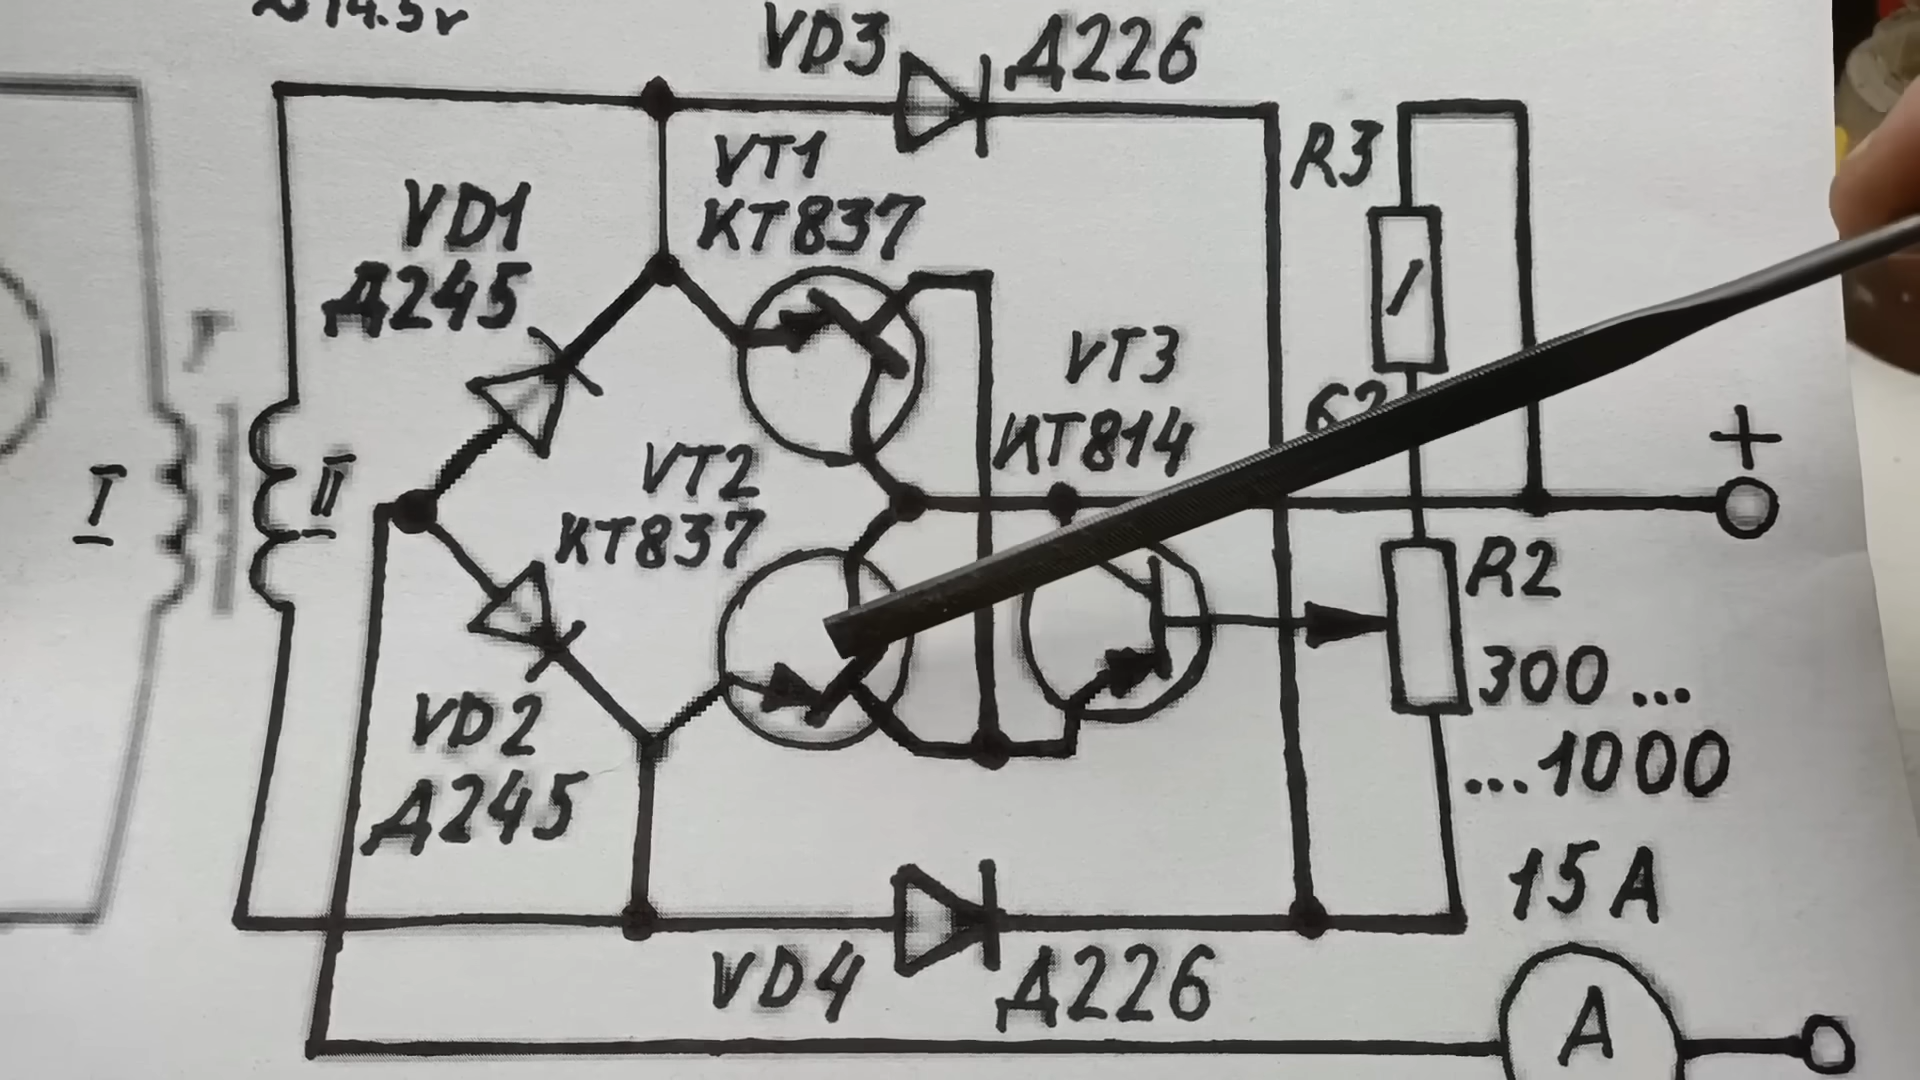 VD3
Д226
VT1
КТ837
R3
VD1
Д245
VT3
КТ814
+
VT2
КТ837
I
II
R2
300...
...1000
VD2
Д245
15А
VD4
Д226
А